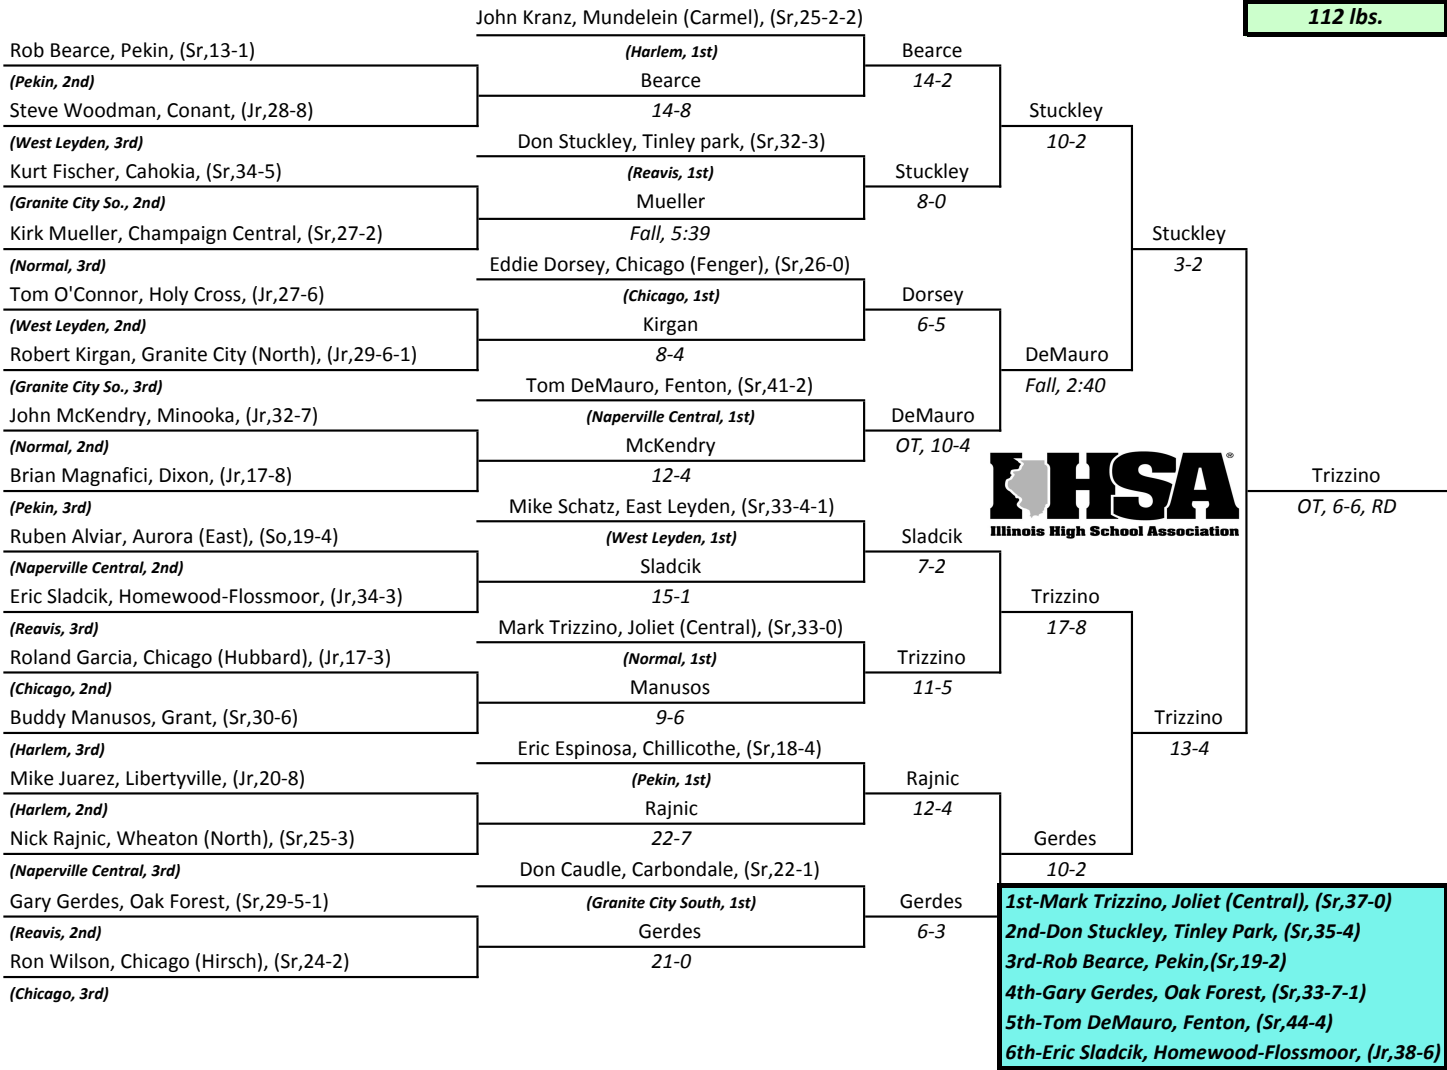 John Kranz, Mundelein (Carmel), (Sr,25-2-2)
112 lbs.
Rob Bearce, Pekin, (Sr,13-1)
(Harlem, 1st)
Bearce
(Pekin, 2nd)
Bearce
14-2
Steve Woodman, Conant, (Jr,28-8)
14-8
Stuckley
(West Leyden, 3rd)
Don Stuckley, Tinley park, (Sr,32-3)
10-2
Kurt Fischer, Cahokia, (Sr,34-5)
(Reavis, 1st)
Stuckley
(Granite City So., 2nd)
Mueller
8-0
Kirk Mueller, Champaign Central, (Sr,27-2)
Fall, 5:39
Stuckley
(Normal, 3rd)
Eddie Dorsey, Chicago (Fenger), (Sr,26-0)
3-2
Tom O'Connor, Holy Cross, (Jr,27-6)
(Chicago, 1st)
Dorsey
(West Leyden, 2nd)
Kirgan
6-5
Robert Kirgan, Granite City (North), (Jr,29-6-1)
8-4
DeMauro
(Granite City So., 3rd)
Tom DeMauro, Fenton, (Sr,41-2)
Fall, 2:40
John McKendry, Minooka, (Jr,32-7)
(Naperville Central, 1st)
DeMauro
(Normal, 2nd)
McKendry
OT, 10-4
Brian Magnafici, Dixon, (Jr,17-8)
12-4
IHSA®
Trizzino
(Pekin, 3rd)
Mike Schatz, East Leyden, (Sr,33-4-1)
OT, 6-6, RD
Ruben Alviar, Aurora (East), (So,19-4)
(West Leyden, 1st)
Sladcik
Illinois High School Association
(Naperville Central, 2nd)
Sladcik
7-2
Eric Sladcik, Homewood-Flossmoor, (Jr,34-3)
15-1
Trizzino
(Reavis, 3rd)
Mark Trizzino, Joliet (Central), (Sr,33-0)
17-8
Roland Garcia, Chicago (Hubbard), (Jr,17-3)
(Normal, 1st)
Trizzino
(Chicago, 2nd)
Manusos
11-5
Buddy Manusos, Grant, (Sr,30-6)
9-6
Trizzino
(Harlem, 3rd)
Eric Espinosa, Chillicothe, (Sr,18-4)
13-4
Mike Juarez, Libertyville, (Jr,20-8)
(Pekin, 1st)
Rajnic
(Harlem, 2nd)
Rajnic
12-4
Nick Rajnic, Wheaton (North), (Sr,25-3)
22-7
Gerdes
(Naperville Central, 3rd)
Don Caudle, Carbondale, (Sr,22-1)
10-2
Gary Gerdes, Oak Forest, (Sr,29-5-1)
(Granite City South, 1st)
Gerdes
1st-Mark Trizzino, Joliet (Central), (Sr,37-0)
(Reavis, 2nd)
Gerdes
6-3
2nd-Don Stuckley, Tinley Park, (Sr,35-4)
Ron Wilson, Chicago (Hirsch), (Sr,24-2)
21-0
3rd-Rob Bearce, Pekin,(Sr,19-2)
(Chicago, 3rd)
4th-Gary Gerdes, Oak Forest, (Sr,33-7-1)
5th-Tom DeMauro, Fenton, (Sr,44-4)
6th-Eric Sladcik, Homewood-Flossmoor, (Jr,38-6)